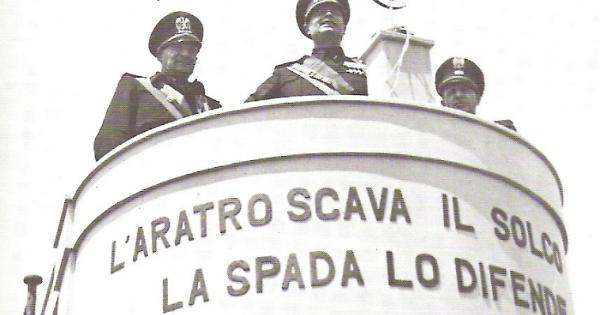 L'ARATRO SCAVA IL SOLCO
LA SPADA LO DIFENDE